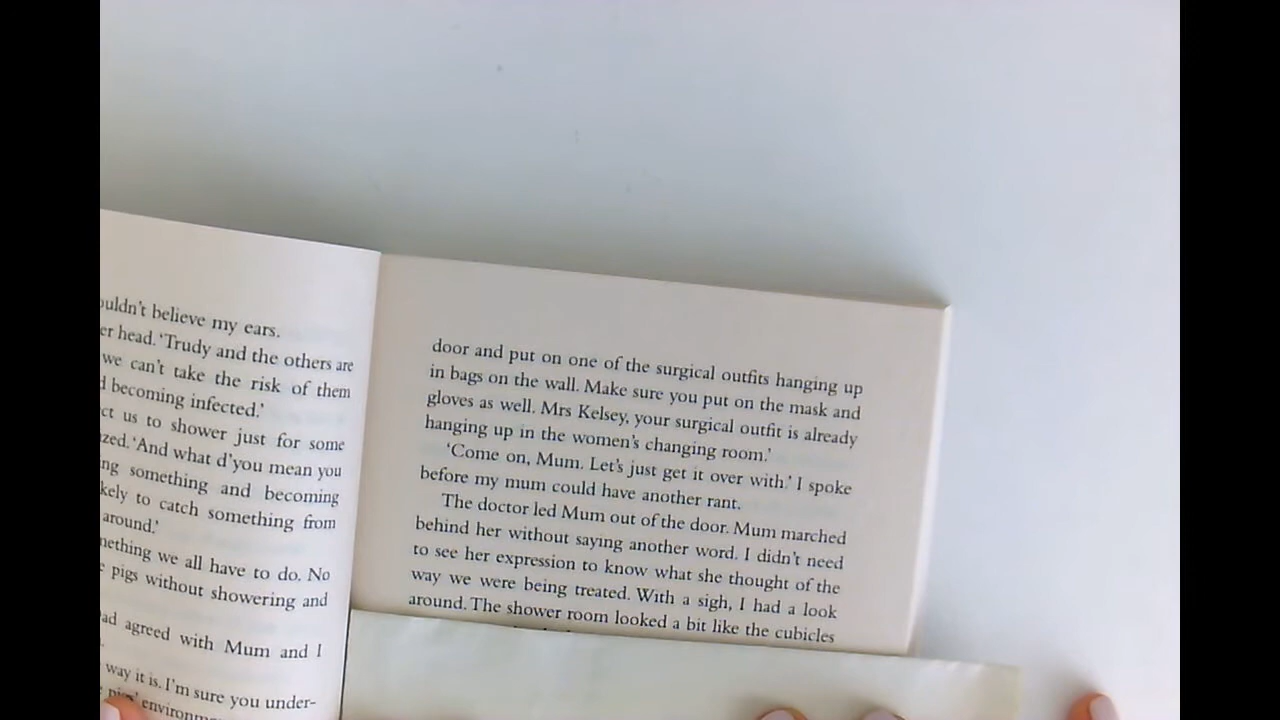 ouldn't believe my ears.
er head. 'Trudy and the others are
we can't take the risk of them
d becoming infected.'
ct us to shower just for some
zed. 'And what d'you mean you
ng something and becoming
kely to catch something from
around.'
nething we all have to do. No
e pigs without showering and
ad agreed with Mum and I
way it is. I'm sure you under-
door and put on one of the surgical outfits hanging up
in bags on the wall. Make sure you put on the mask and
gloves as well. Mrs Kelsey, your surgical outfit is already
hanging up in the women's changing room.'
'Come on, Mum. Let's just get it over with.' I spoke
before my mum could have another rant.
The doctor led Mum out of the door. Mum marched
behind her without saying another word. I didn't need
to see her expression to know what she thought of the
way we were being treated. With a sigh, I had a look
around. The shower room looked a bit like the cubicles